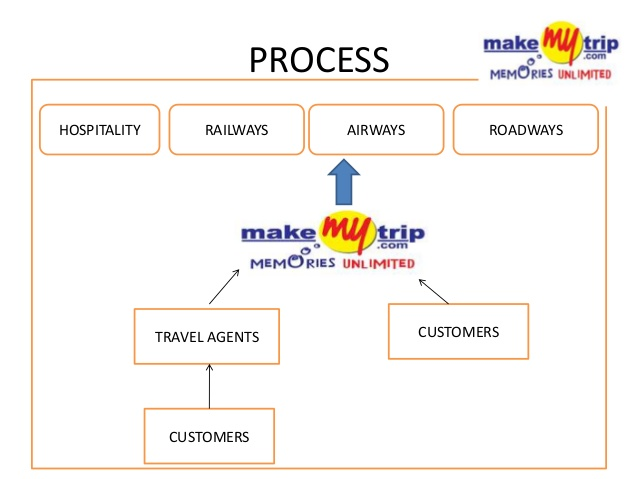 make my trip
.com
MEMORIES UNLIMITED
PROCESS
HOSPITALITY
RAILWAYS
AIRWAYS
ROADWAYS
make my trip
.com
MEMORIES UNLIMITED
TRAVEL AGENTS
CUSTOMERS
CUSTOMERS